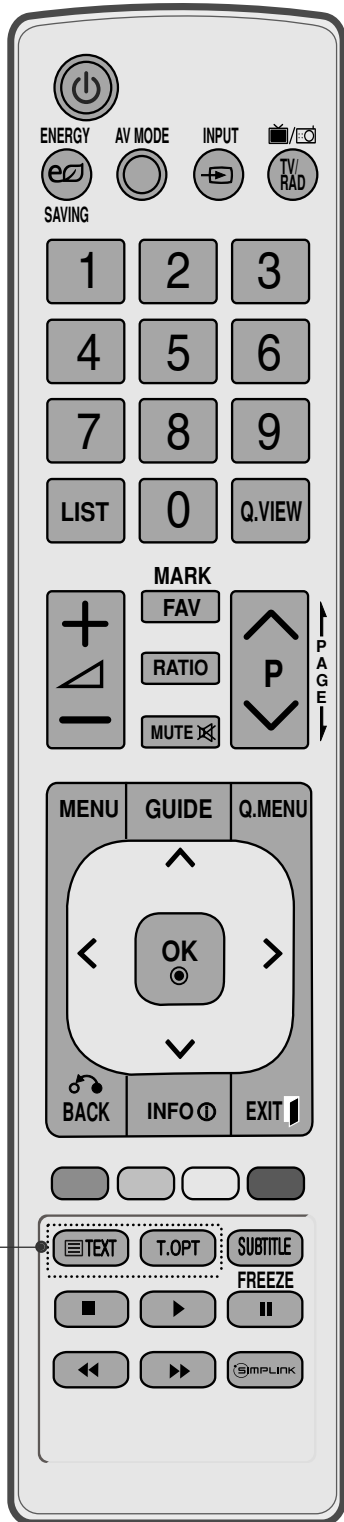 ENERGY AV MODE INPUT
TV/
RAD
SAVING
1 2 3
4 5 6
7 8 9
LIST 0 Q.VIEW
MARK
FAV
RATIO
P
MUTE
PAGE
MENU GUIDE Q.MENU
OK
BACK INFO EXIT
TEXT T.OPT SUBTITLE
FREEZE
SIMPLINK